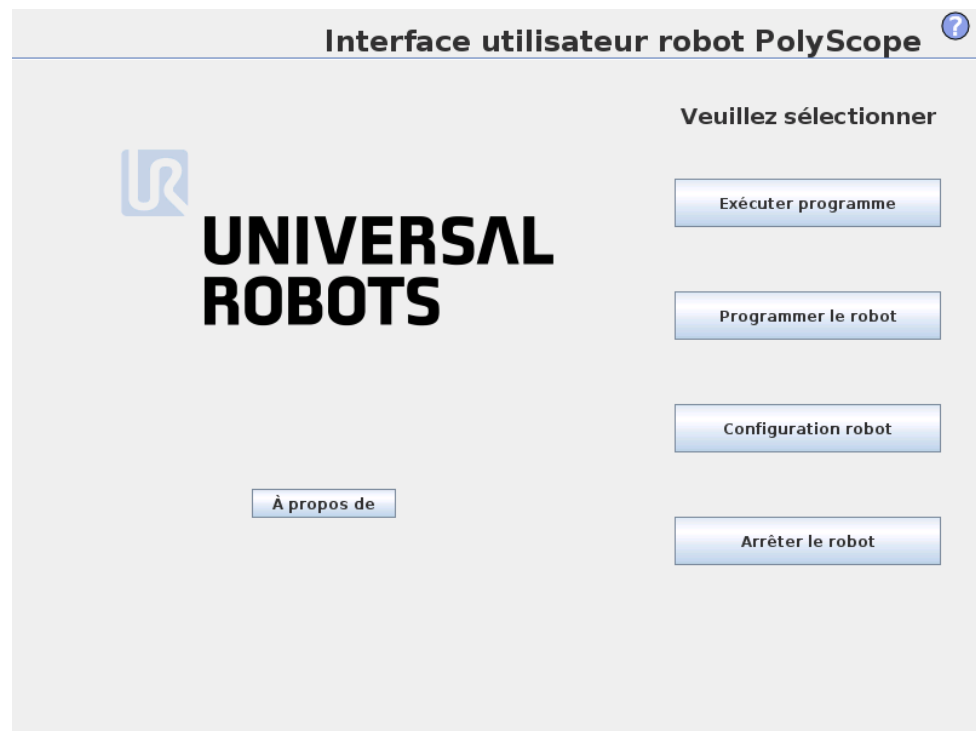 Interface utilisateur robot PolyScope
?
Veuillez sélectionner
UR
UNIVERSAL
ROBOTS
Exécuter programme
Programmer le robot
Configuration robot
À propos de
Arrêter le robot